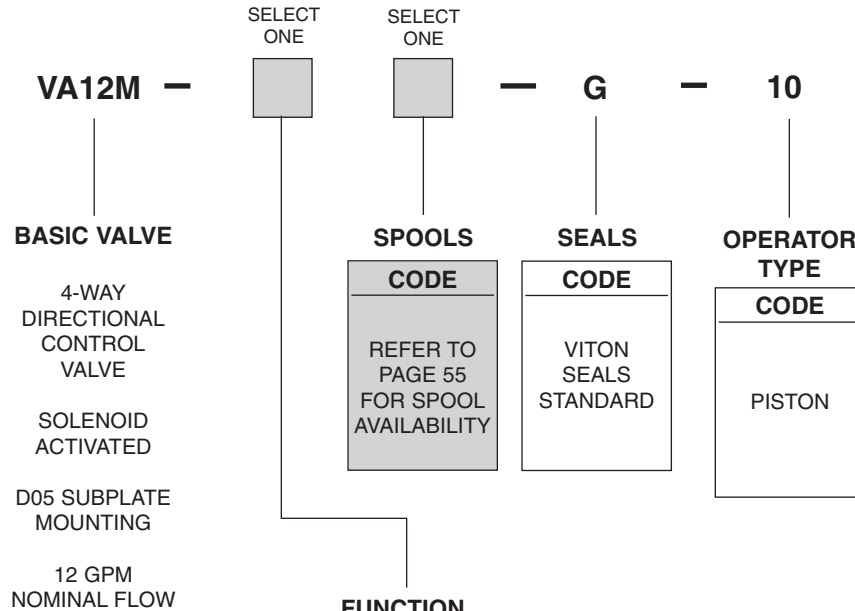 SELECT
ONE
SELECT
ONE
VA12M – – G – 10
BASIC VALVE
4-WAY
DIRECTIONAL
CONTROL
VALVE
SOLENOID
ACTIVATED
D05 SUBPLATE
MOUNTING
12 GPM
NOMINAL FLOW
SPOOLS
CODE
REFER TO
PAGE 55
FOR SPOOL
AVAILABILITY
SEALS
CODE
VITON
SEALS
STANDARD
OPERATOR
TYPE
CODE
PISTON
FUNCTION